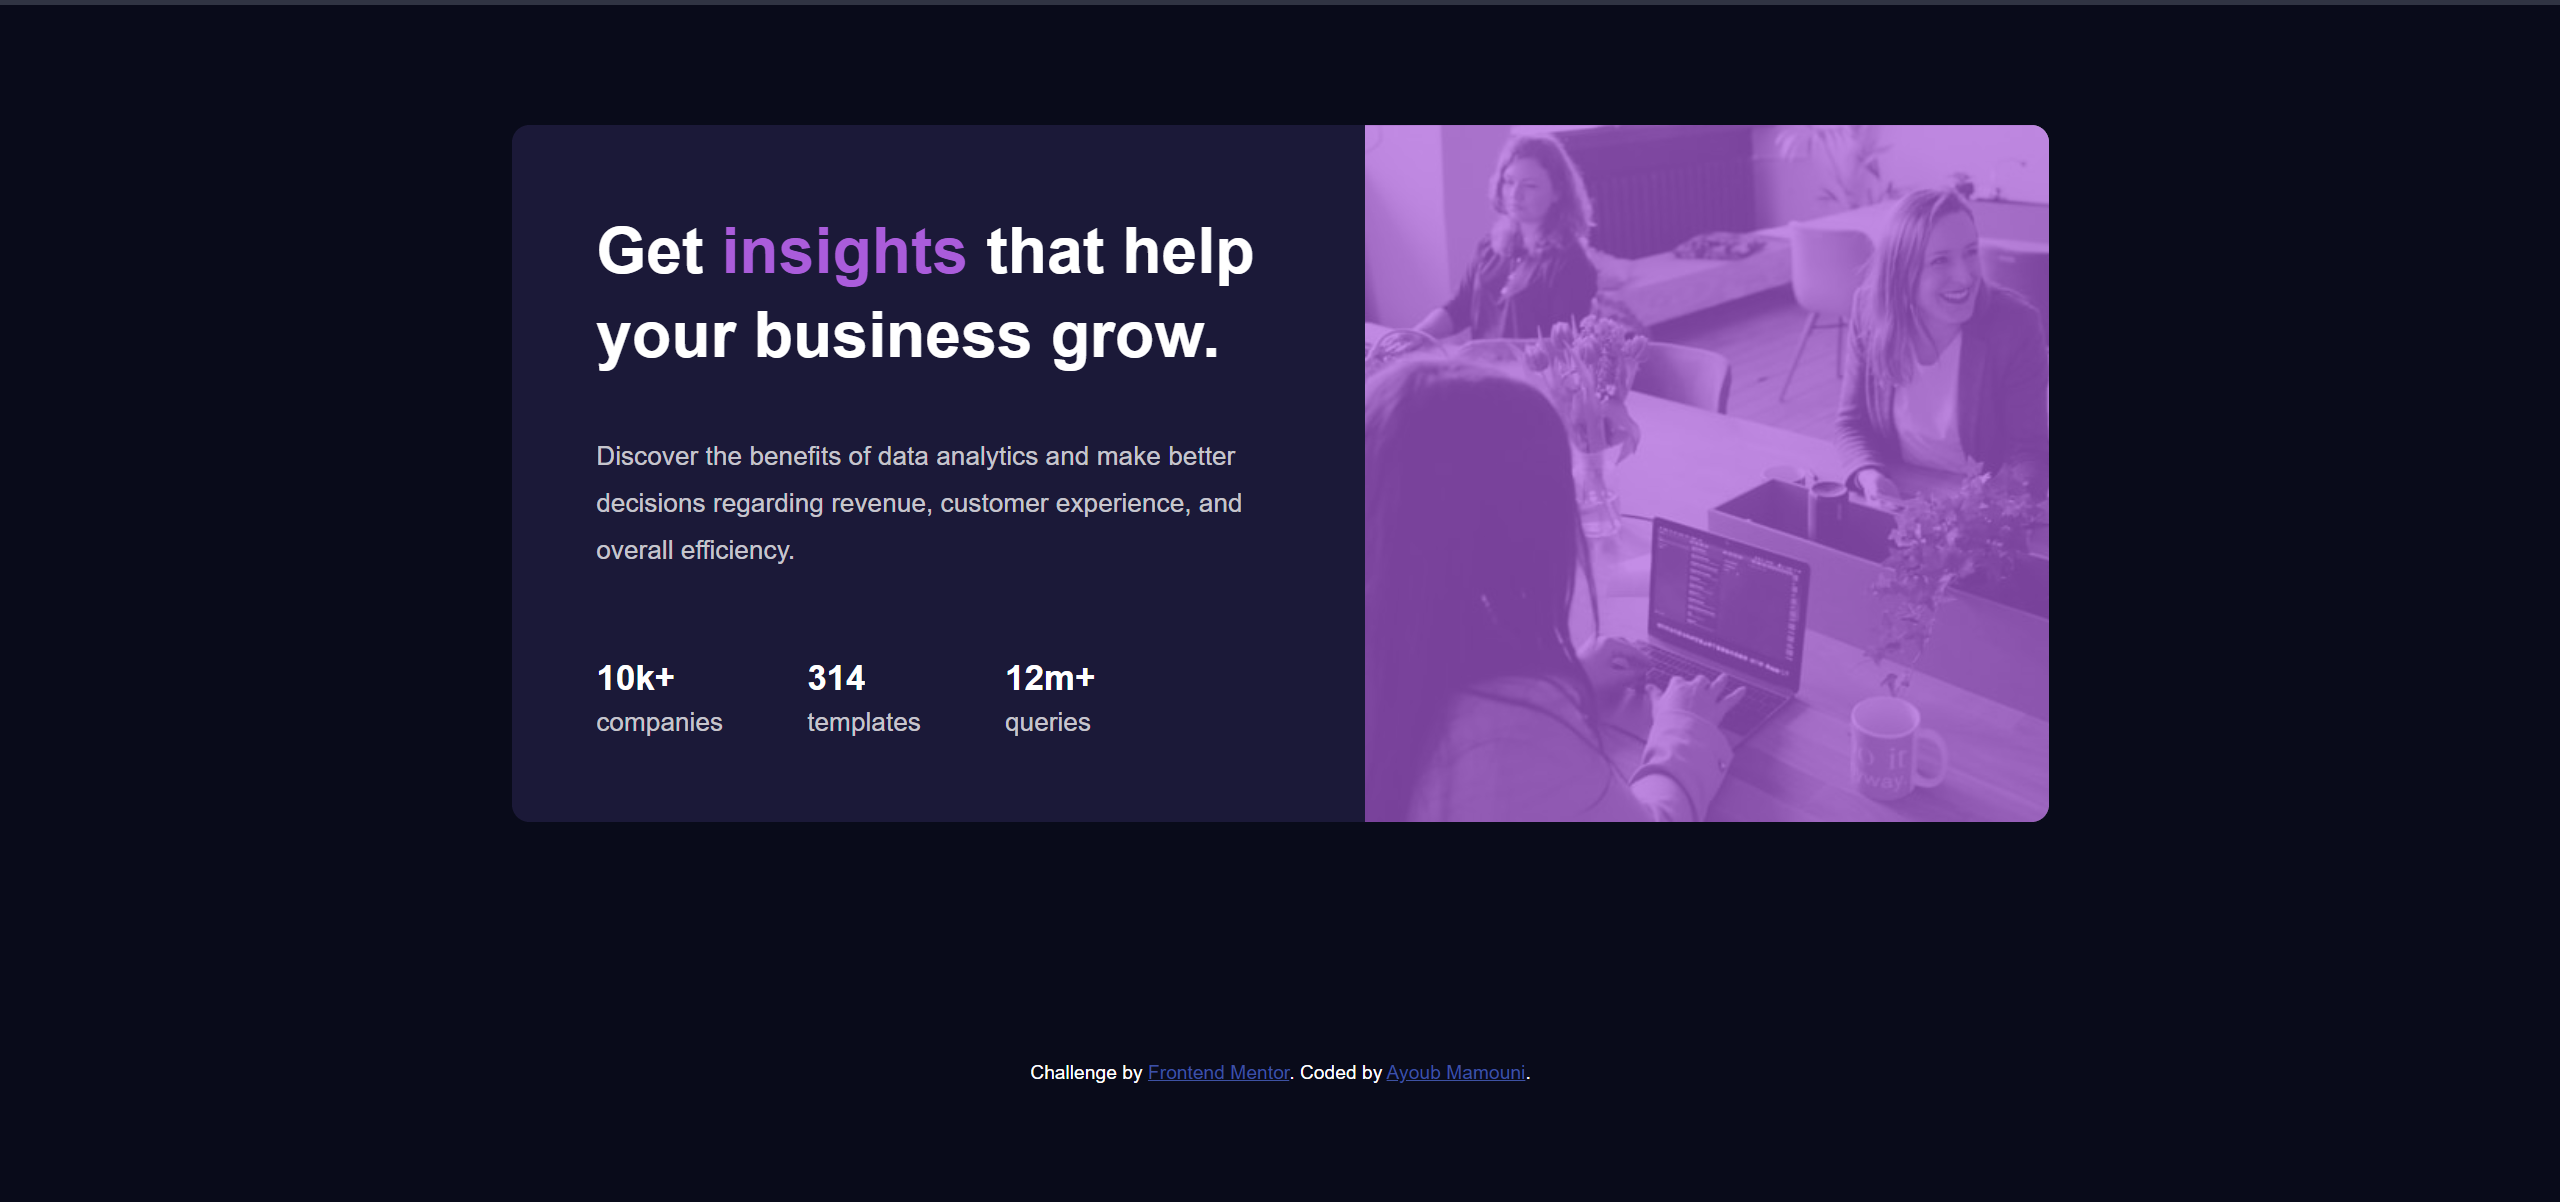 Get insights that help
your business grow.
Discover the benefits of data analytics and make better
decisions regarding revenue, customer experience, and
overall efficiency.
10k+ 314 12m+
companies templates queries
Challenge by Frontend Mentor. Coded by Ayoub Mamouni.